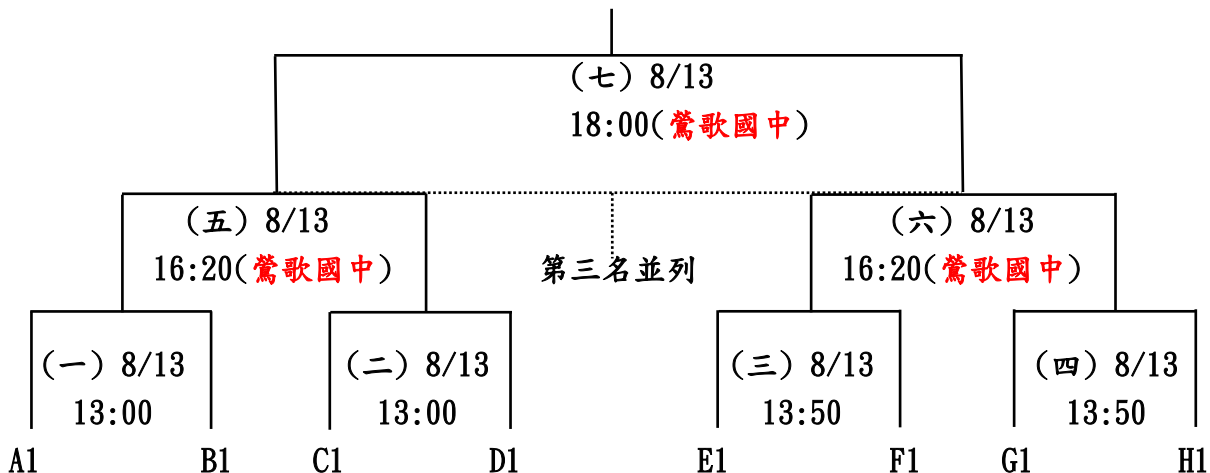 (七) 8/13
18:00(鶯歌國中)
(五) 8/13
16:20(鶯歌國中)
第三名並列
(六) 8/13
16:20(鶯歌國中)
(一) 8/13
13:00
(二) 8/13
13:00
(三) 8/13
13:50
(四) 8/13
13:50
A1 B1 C1 D1 E1 F1 G1 H1